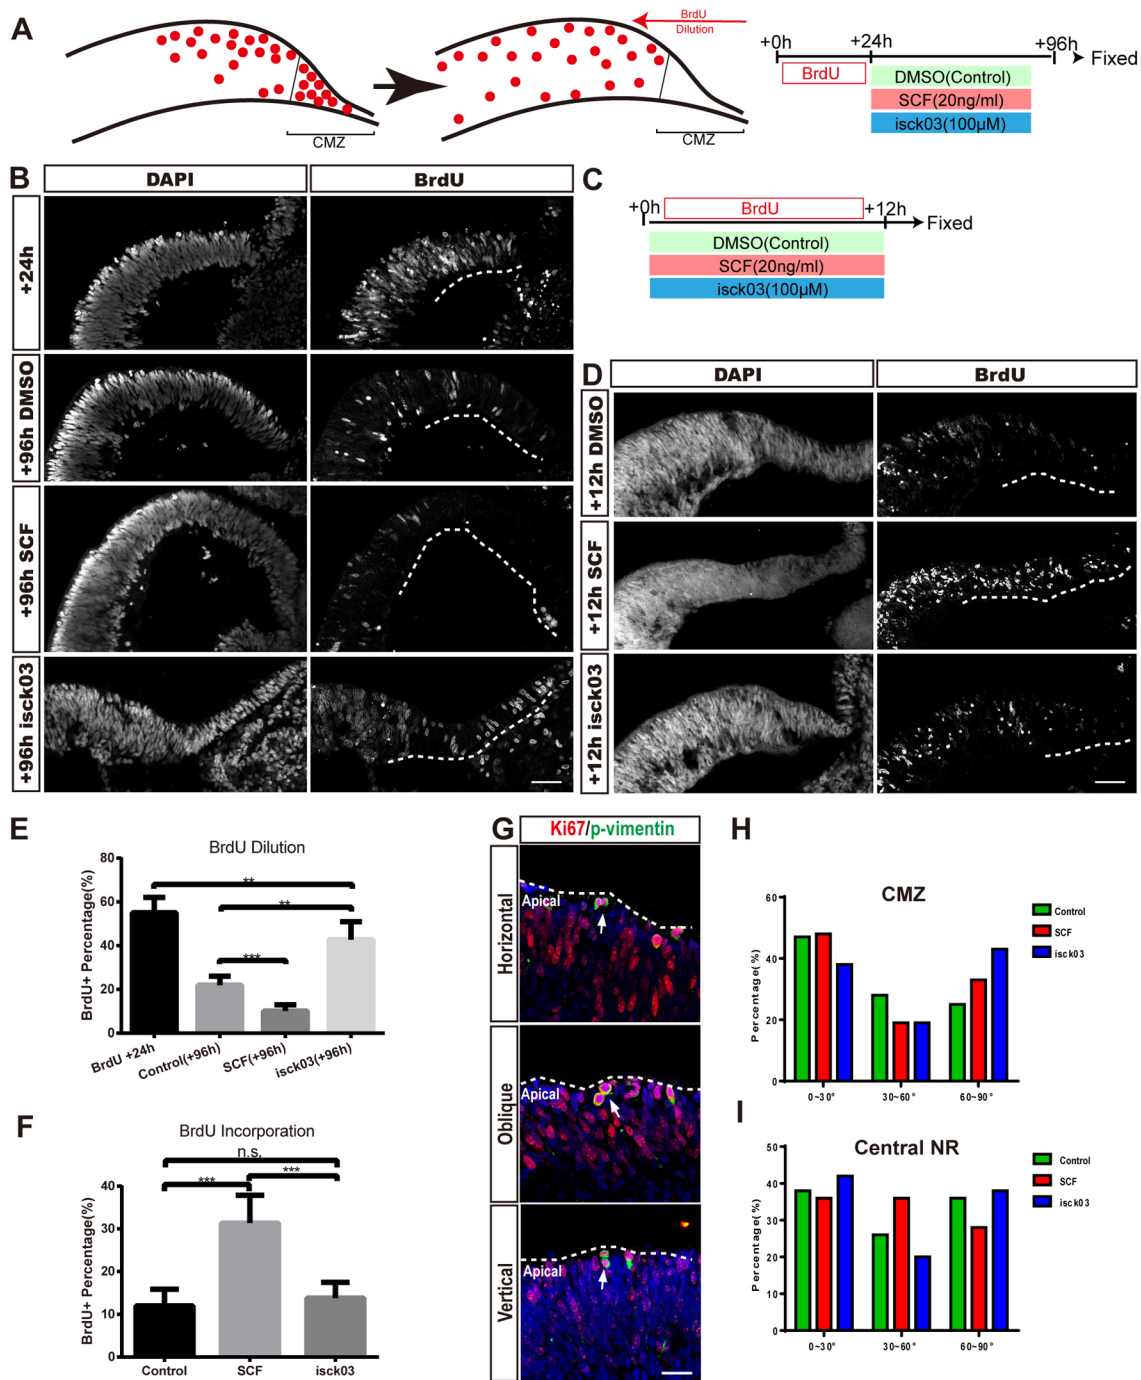 A
BrdU
Dilution
CMZ
CMZ
+0h
+24h
+96h
Fixed
BrdU
DMSO(Control)
SCF(20ng/ml)
isck03(100μM)
B
DAPI
BrdU
+24h
+96h DMSO
+96h SCF
+96h isck03
C
+0h
BrdU
+12h
Fixed
DMSO(Control)
SCF(20ng/ml)
isck03(100μM)
D
DAPI
BrdU
+12h DMSO
+12h SCF
+12h isck03
E
BrdU Dilution
BrdU+ Percentage(%)
80
60
40
20
0
**
**
***
BrdU +24h
Control(+96h)
SCF(+96h)
isck03(+96h)
F
BrdU Incorporation
n.s.
***
***
BrdU+ Percentage(%)
40
30
20
10
0
Control
SCF
isck03
G
Ki67/p-vimentin
Horizontal
Apical
Oblique
Apical
Vertical
Apical
H
CMZ
Percentage(%)
60
40
20
0
0~30°
30~60°
60~90°
Control
SCF
isck03
I
Central NR
Percentage(%)
50
40
30
20
10
0
0~30°
30~60°
60~90°
Control
SCF
isck03